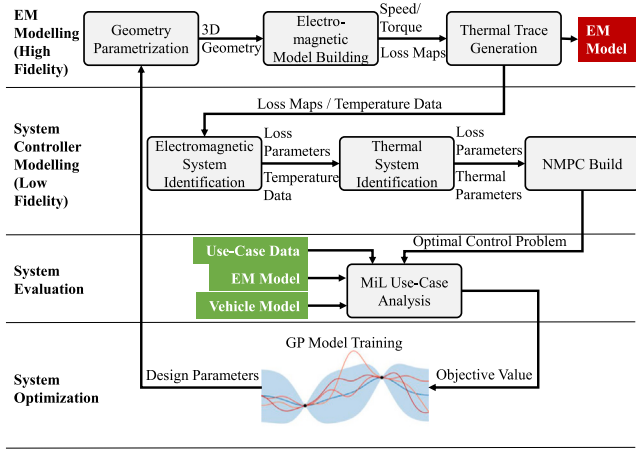 EM
Modelling
(High
Fidelity)
Geometry
Parametrization
3D
Geometry
Electro-
magnetic
Model Building
Speed/
Torque
Loss Maps
Thermal Trace
Generation
EM
Model
Loss Maps / Temperature Data
System
Controller
Modelling
(Low
Fidelity)
Electromagnetic
System
Identification
Loss
Parameters
Temperature
Data
Thermal
System
Identification
Loss
Parameters
Thermal
Parameters
NMPC Build
Optimal Control Problem
System
Evaluation
Use-Case Data
EM Model
Vehicle Model
MiL Use-Case
Analysis
System
Optimization
GP Model Training
Design Parameters
Objective Value